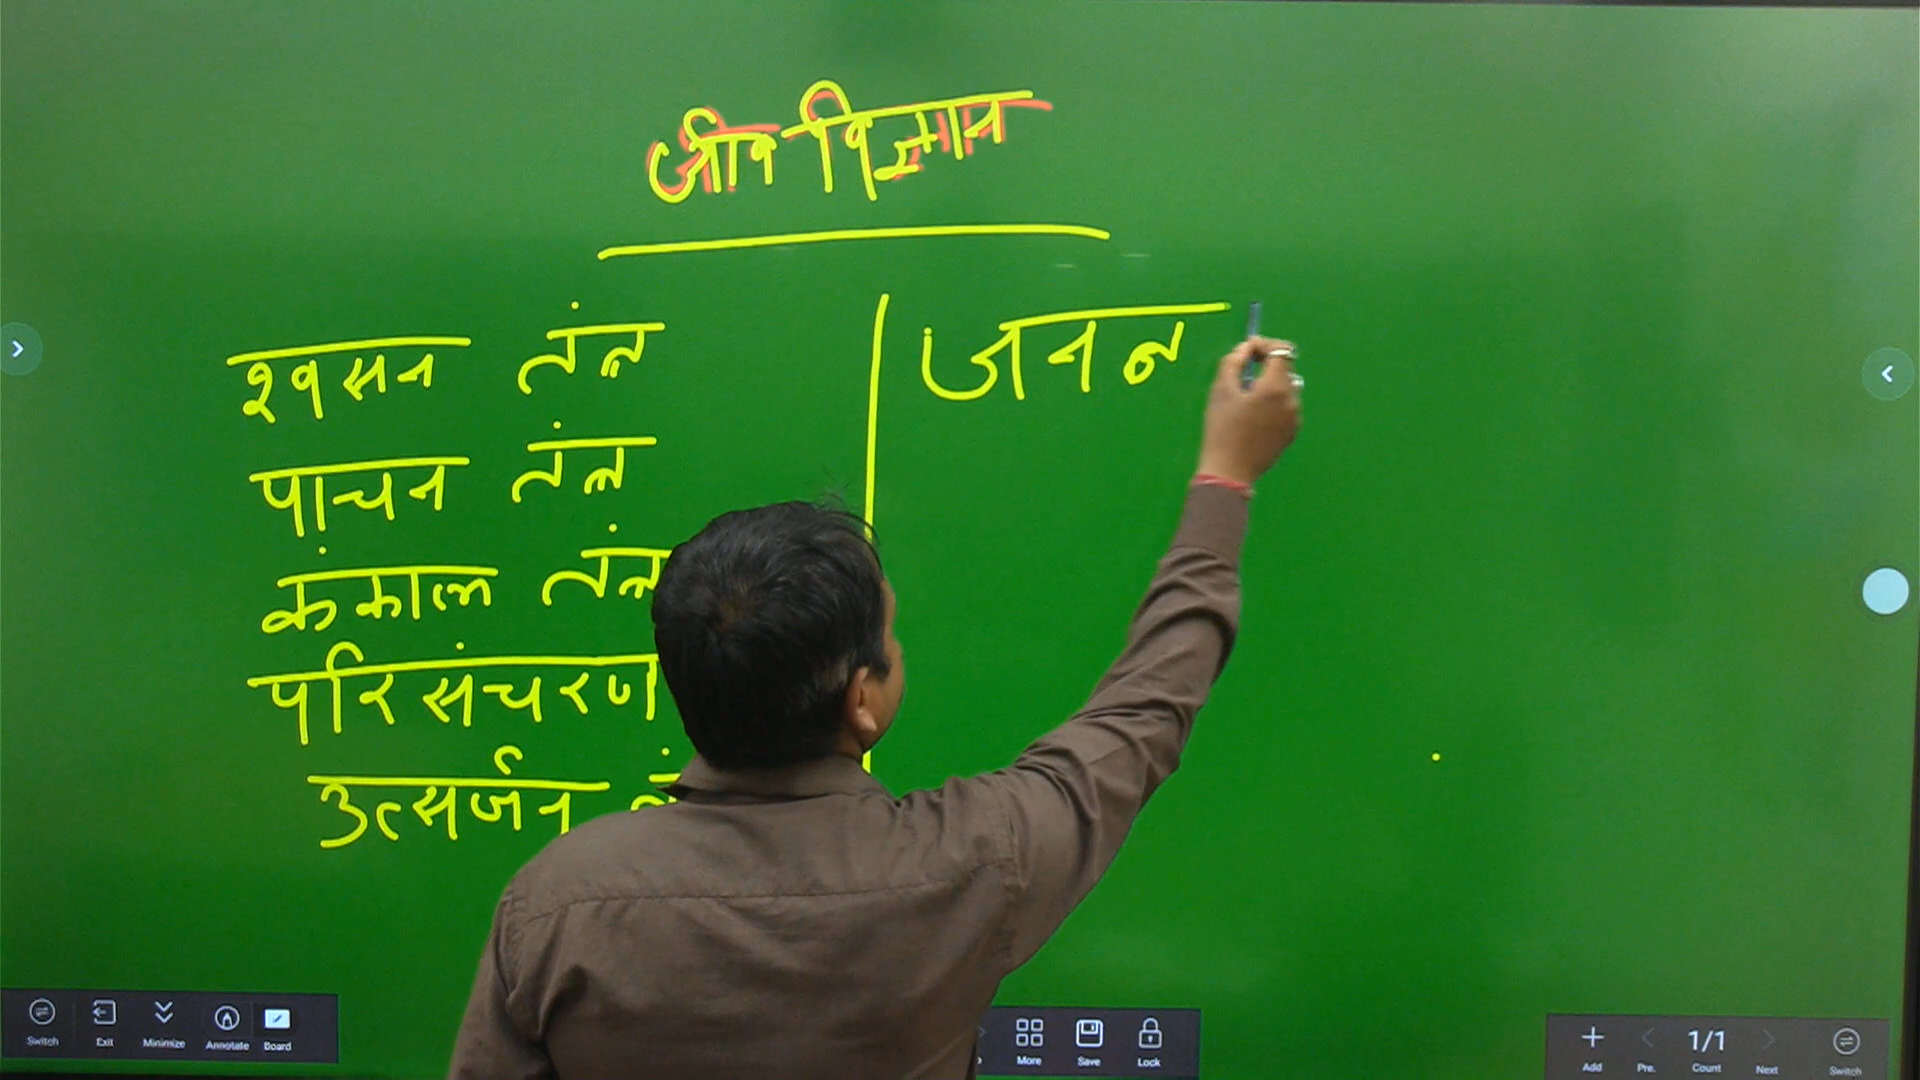 जीव विज्ञान
श्वसन तंत्र
पाचन तंत्र
कंकाल तंत्र
परिसंचरण
उत्सर्जन
जनन
Switch
Exit
Minimize
Annotate
Board
More
Save
Lock
Add
Pre.
1/1
Count
Next
Switch